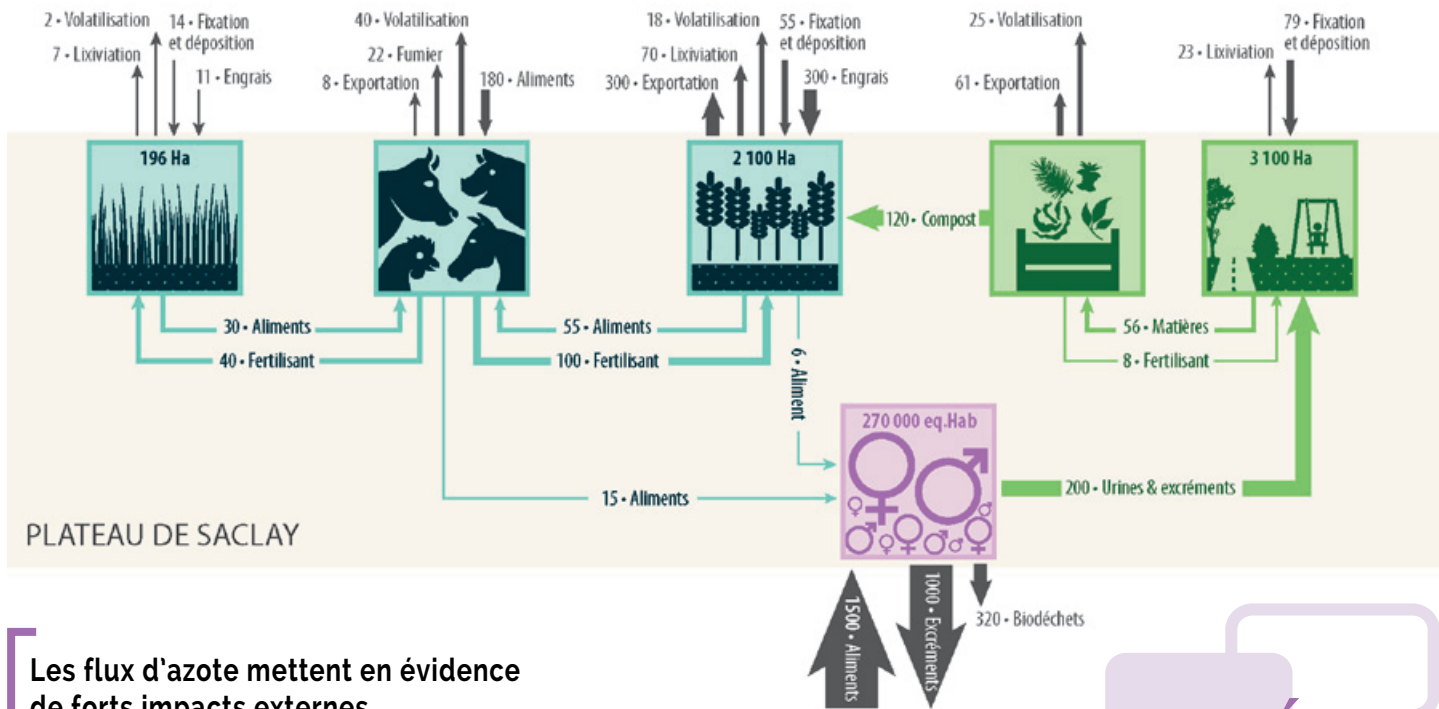 2 • Volatilisation
7 • Lixiviation
14 • Fixation
et déposition
11 • Engrais
40 • Volatilisation
22 • Fumier
8 • Exportation
180 • Aliments
18 • Volatilisation
70 • Lixiviation
300 • Exportation
55 • Fixation
et déposition
300 • Engrais
25 • Volatilisation
61 • Exportation
79 • Fixation
et déposition
23 • Lixiviation
196 Ha
2 100 Ha
3 100 Ha
120 • Compost
30 • Aliments
40 • Fertilisant
55 • Aliments
100 • Fertilisant
6 • Aliment
56 • Matières
8 • Fertilisant
270 000 eq.Hab
15 • Aliments
200 • Urines & excréments
PLATEAU DE SACLAY
1500 • Aliments
1000 • Excréments
320 • Biodéchets
Les flux d'azote mettent en évidence
de forts impacts externes